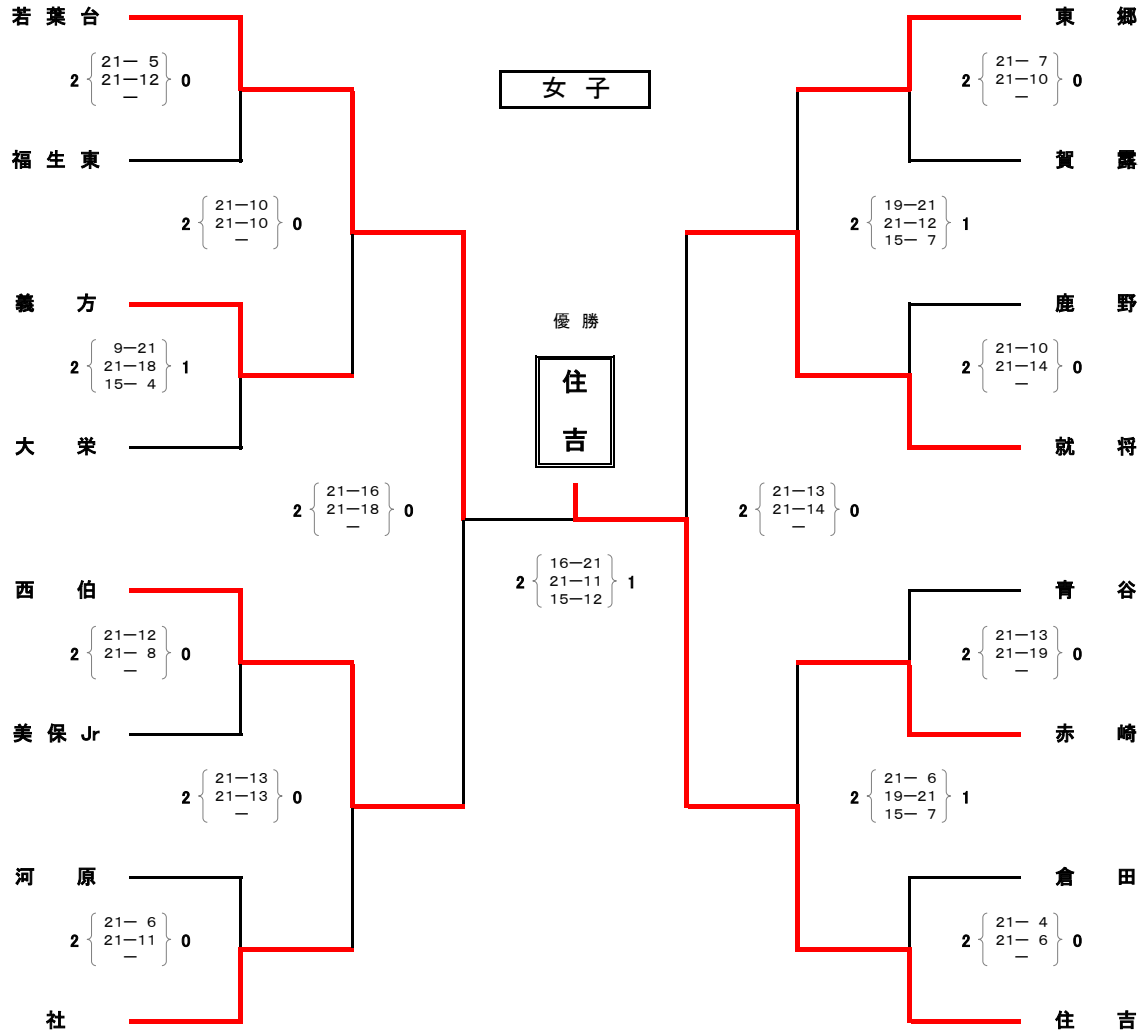 若葉台
21－ 5
2 21－12 0
－
福生東
21－10
2 21－10 0
－
義方
9－21
2 21－18 1
15－ 4
大栄
21－16
2 21－18 0
－
西伯
21－12
2 21－ 8 0
－
美保Jr
21－13
2 21－13 0
－
河原
21－ 6
2 21－11 0
－
社
女子
優勝
住吉
16－21
2 21－11 1
15－12
東郷
21－ 7
2 21－10 0
－
賀露
19－21
2 21－12 1
15－ 7
鹿野
21－10
2 21－14 0
－
就将
21－13
2 21－14 0
－
青谷
21－13
2 21－19 0
－
赤崎
21－ 6
2 19－21 1
15－ 7
倉田
21－ 4
2 21－ 6 0
－
住吉